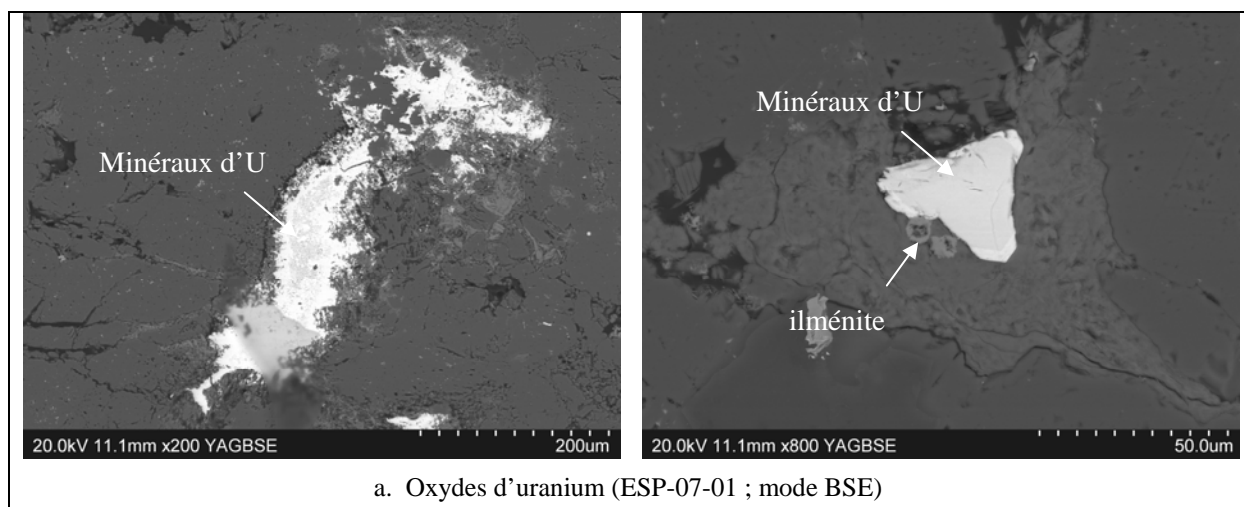 Minéraux d’U
20.0kV 11.1mm x200 YAGBSE
200um
Minéraux d’U
ilménite
20.0kV 11.1mm x800 YAGBSE
50.0um
a. Oxydes d’uranium (ESP-07-01 ; mode BSE)